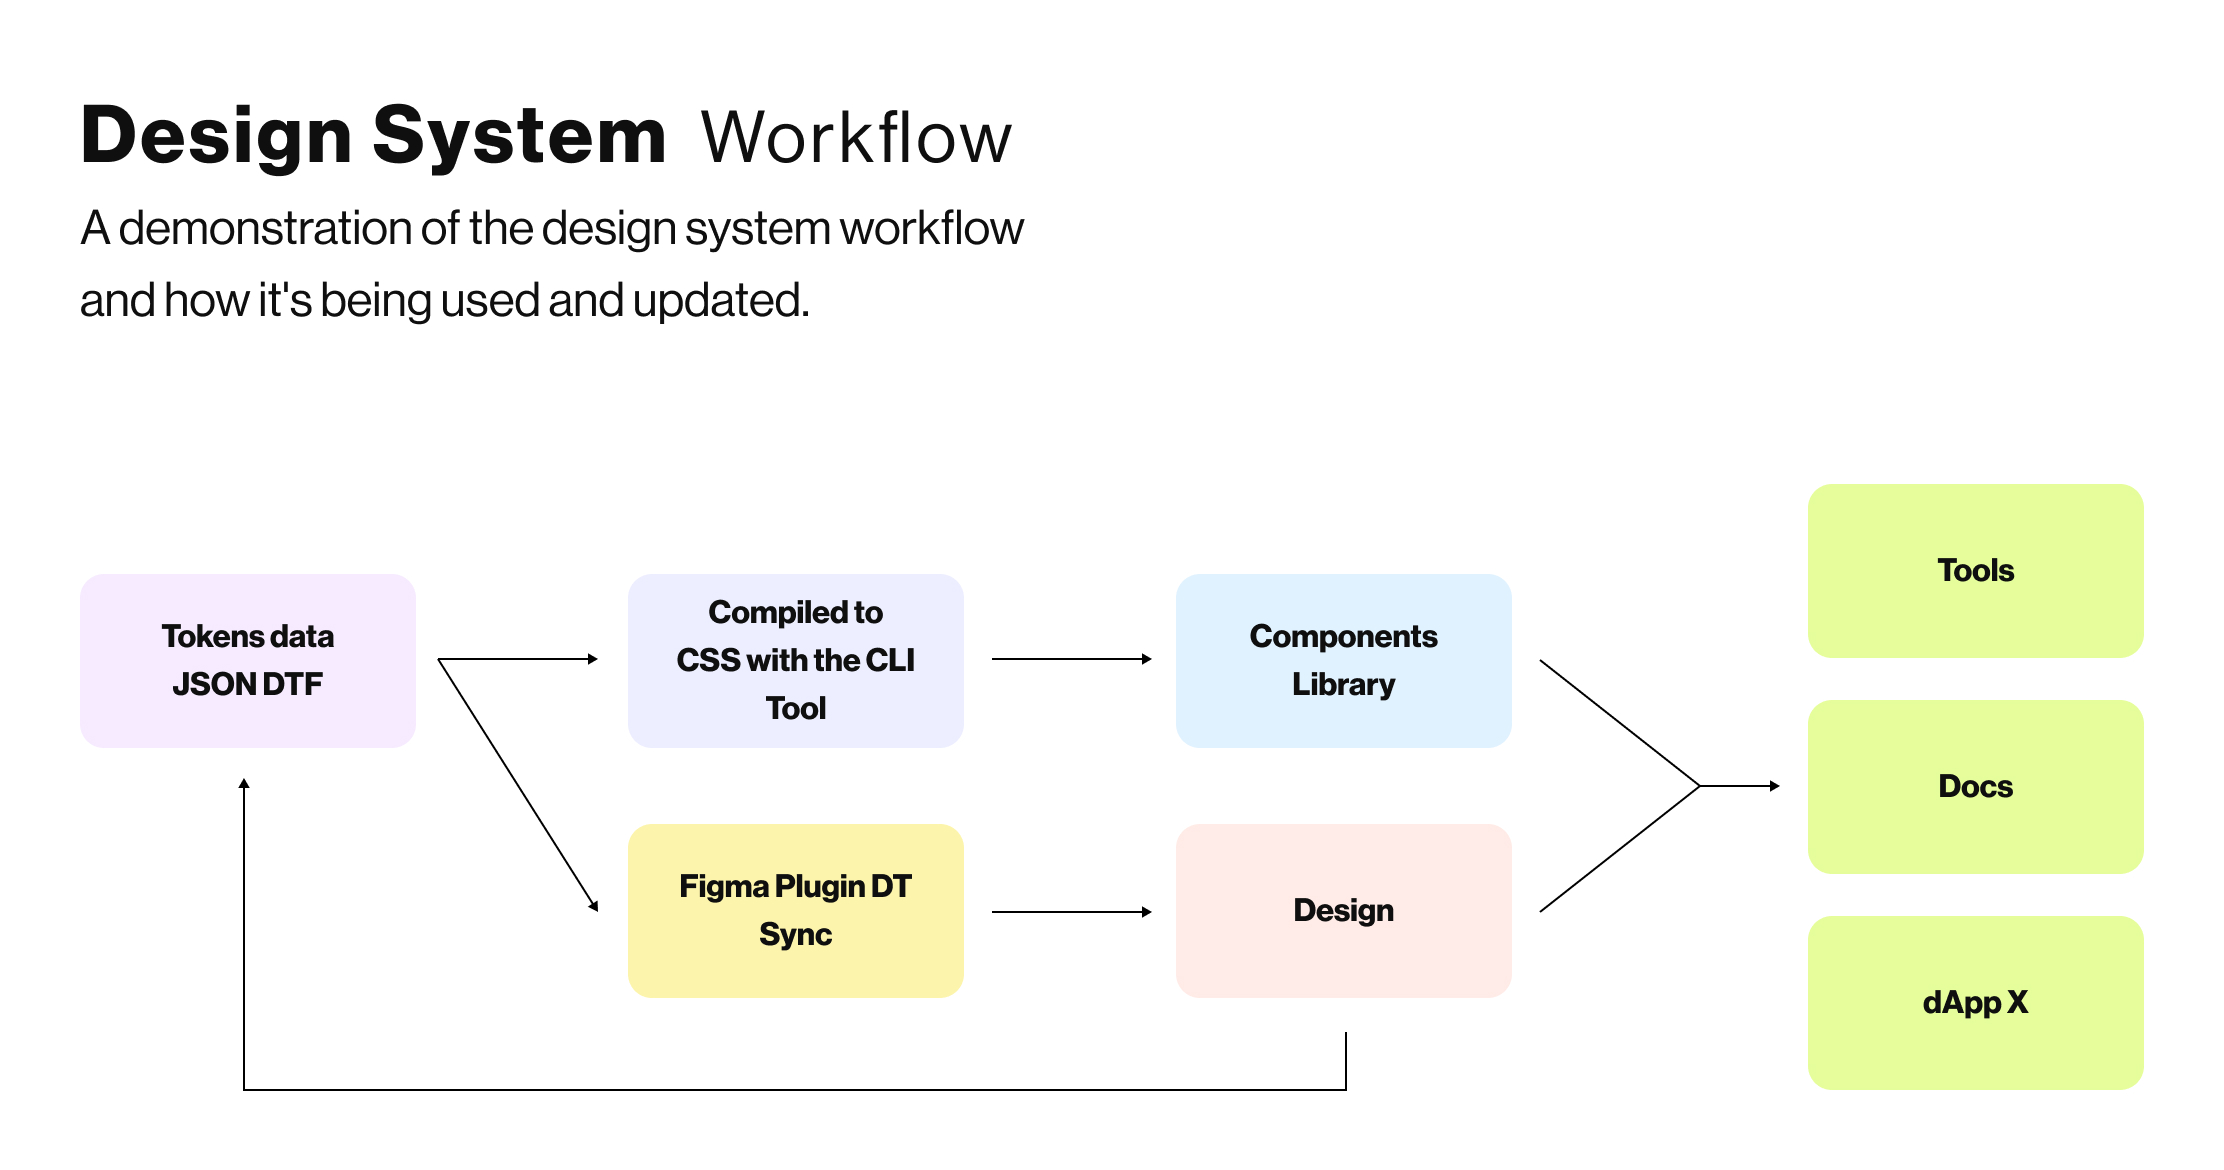 Design System Workflow
A demonstration of the design system workflow
and how it's being used and updated.
Tokens data
JSON DTF
Compiled to
CSS with the CLI
Tool
Components
Library
Figma Plugin DT
Sync
Design
Tools
Docs
dApp X